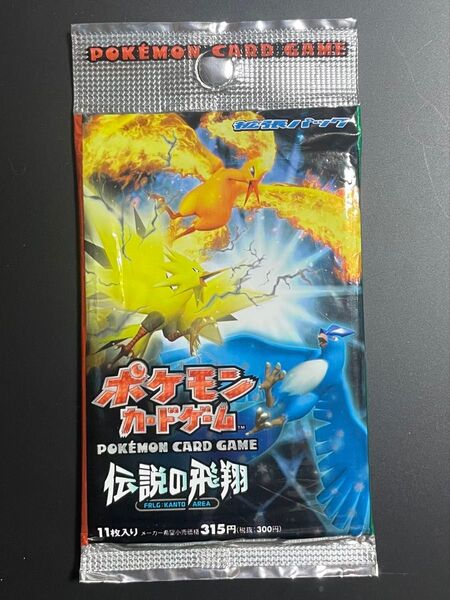 POKÉMON CARD GAME
拡張パック
ポケモン
カードゲーム™
POKÉMON CARD GAME
伝説の飛翔
FRLG:KANTO AREA
11枚入り メーカー希望小売価格 315円(税抜:300円)